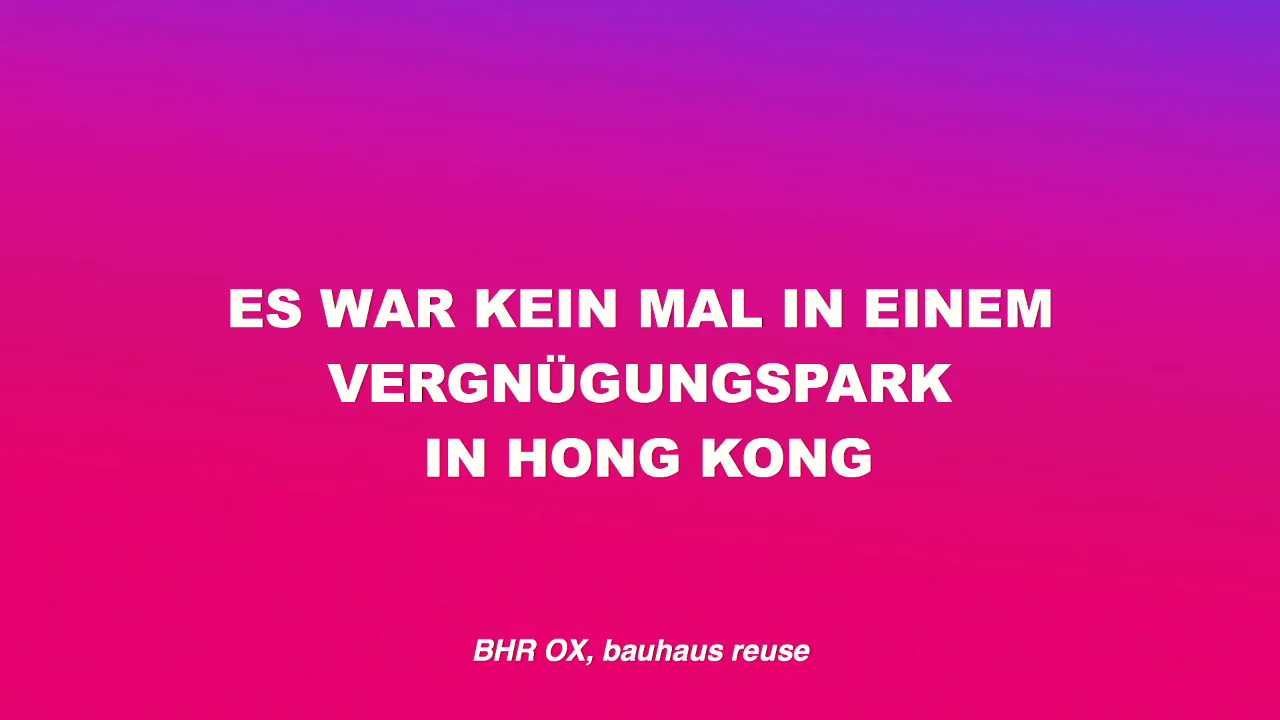 ES WAR KEIN MAL IN EINEM
VERGNÜGUNGSPARK
IN HONG KONG
BHR OX, bauhaus reuse